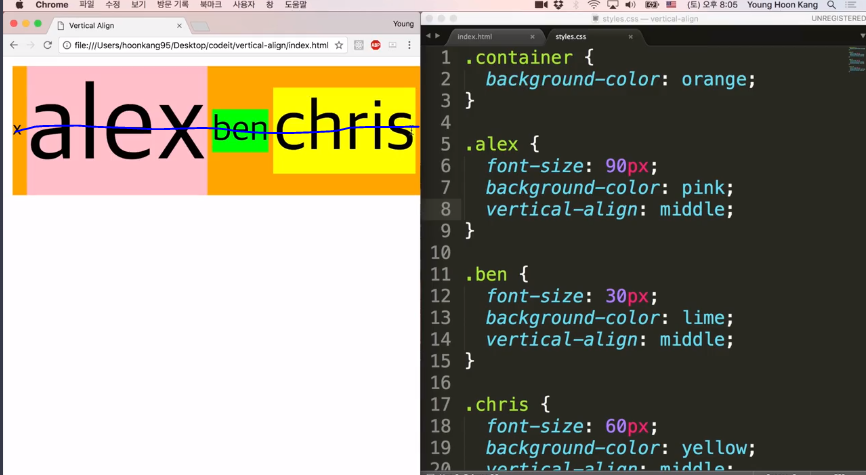 Chrome 파일 수정 보기 방문 기록 북마크 사용자 창 도움말
(토) 오후 8:05 Young Hoon Kang
Vertical Align
Young
file:///Users/hoonkang95/Desktop/codeit/vertical-align/index.html
x alex ben chris
styles.css — vertical-align
UNREGISTERED
index.html
styles.css
1 .container {
2 background-color: orange;
3 }
4
5 .alex {
6 font-size: 90px;
7 background-color: pink;
8 vertical-align: middle;
9 }
10
11 .ben {
12 font-size: 30px;
13 background-color: lime;
14 vertical-align: middle;
15 }
16
17 .chris {
18 font-size: 60px;
19 background-color: yellow;
20 vertical-align: middle;